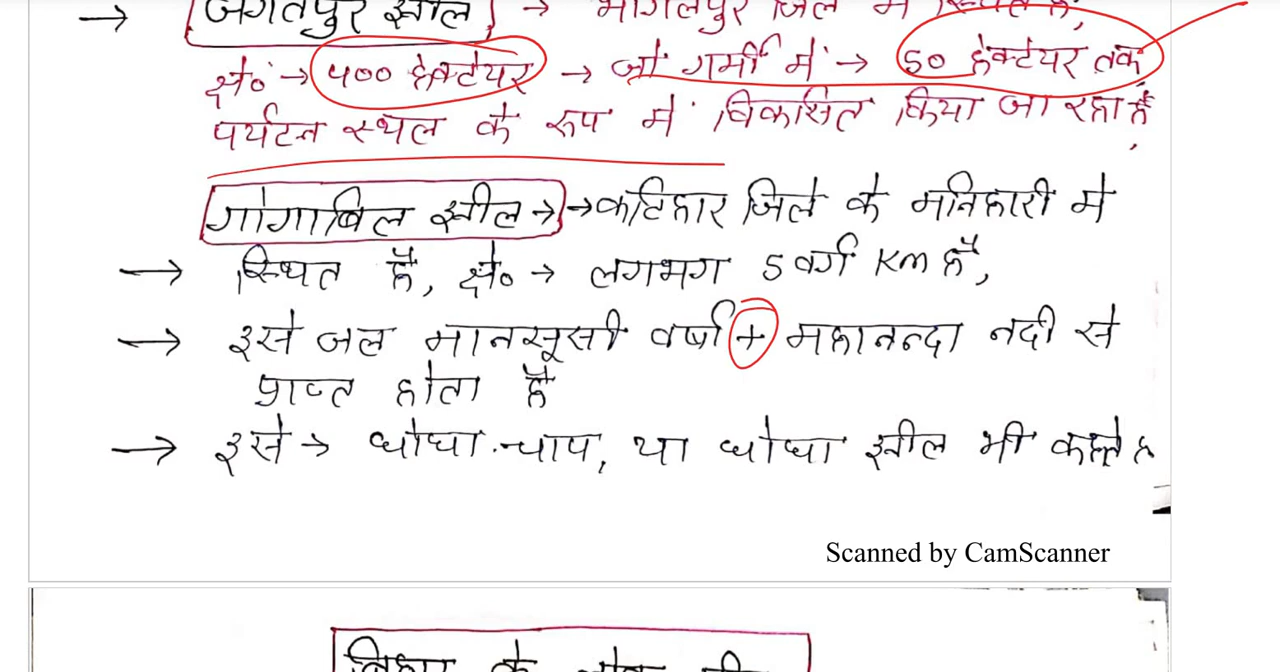 → जगतपुर झील → भागलपुर जिले में स्थित है,
क्षे० → ५०० हेक्टेयर → जो गर्मी में → 50 हेक्टेयर तक
पर्यटन स्थल के रूप में विकसित किया जा रहा है,
गोगाबिल झील → → कटिहार जिले के मनिहारी में
→ स्थित है, क्षे० → लगभग 5 वर्ग KM है,
→ इसे जल मानसूसी वर्षा + महानन्दा नदी से
प्राप्त होता है
→ इसे → धोधा चाप, या धोधा झील भी कहते ह
Scanned by CamScanner
बिहार के